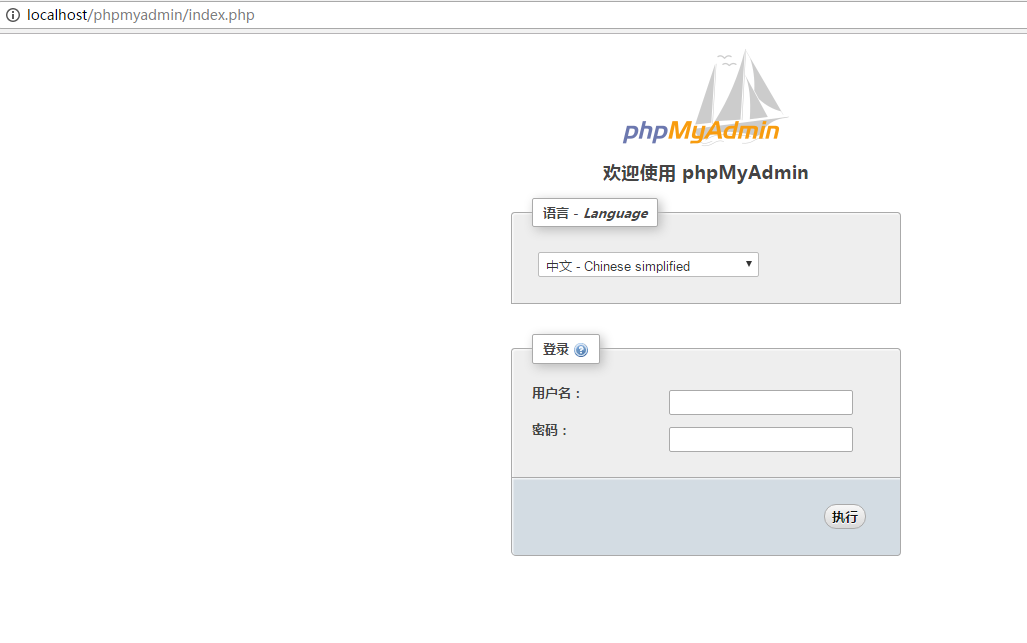 localhost/phpmyadmin/index.php
phpMyAdmin
欢迎使用 phpMyAdmin
语言 - Language
中文 - Chinese simplified
登录
用户名：
密码：
执行